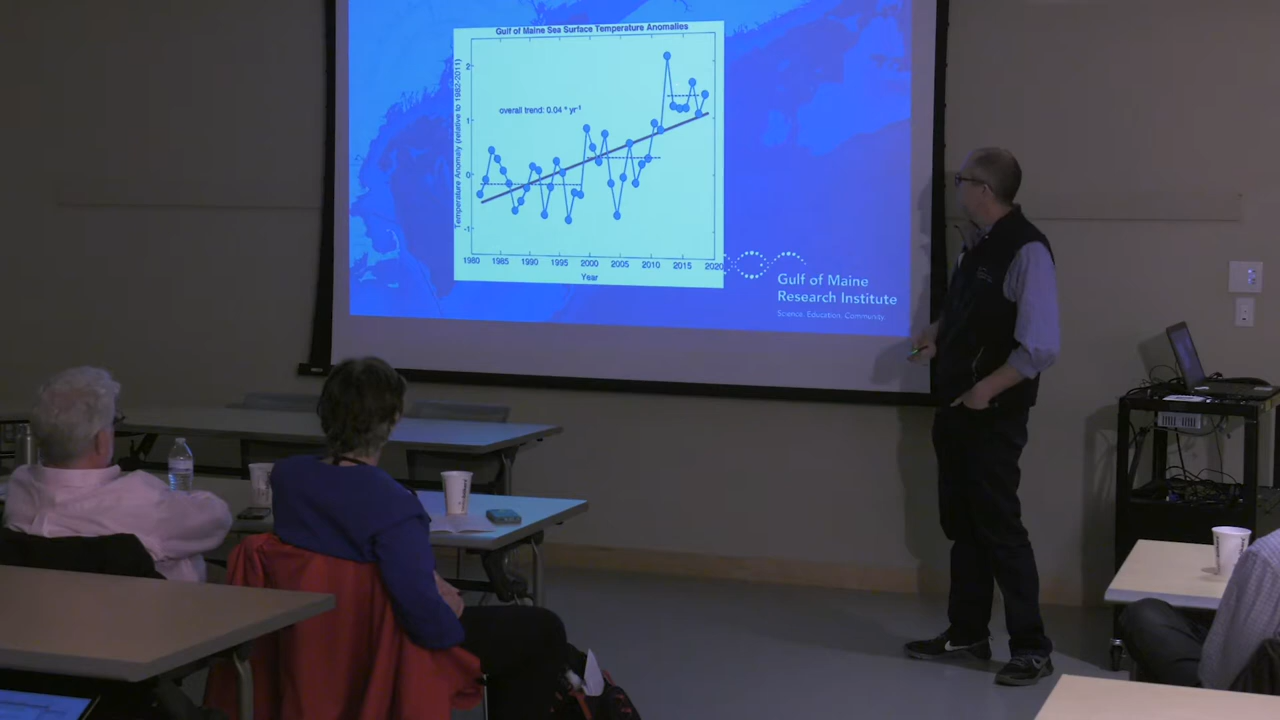 Gulf of Maine Sea Surface Temperature Anomalies
Temperature Anomaly (relative to 1982-2011)
overall trend: 0.04 ° yr⁻¹
2
1
0
-1
1980 1985 1990 1995 2000 2005 2010 2015 2020
Year
Gulf of Maine
Research Institute
Science. Education. Community.